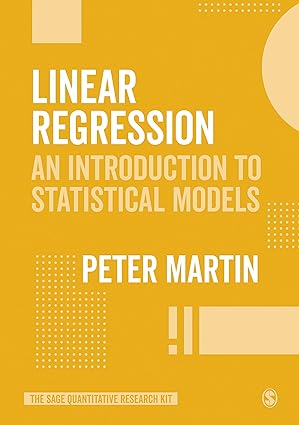 LINEAR
REGRESSION
AN INTRODUCTION TO
STATISTICAL MODELS
PETER MARTIN
THE SAGE QUANTITATIVE RESEARCH KIT
S